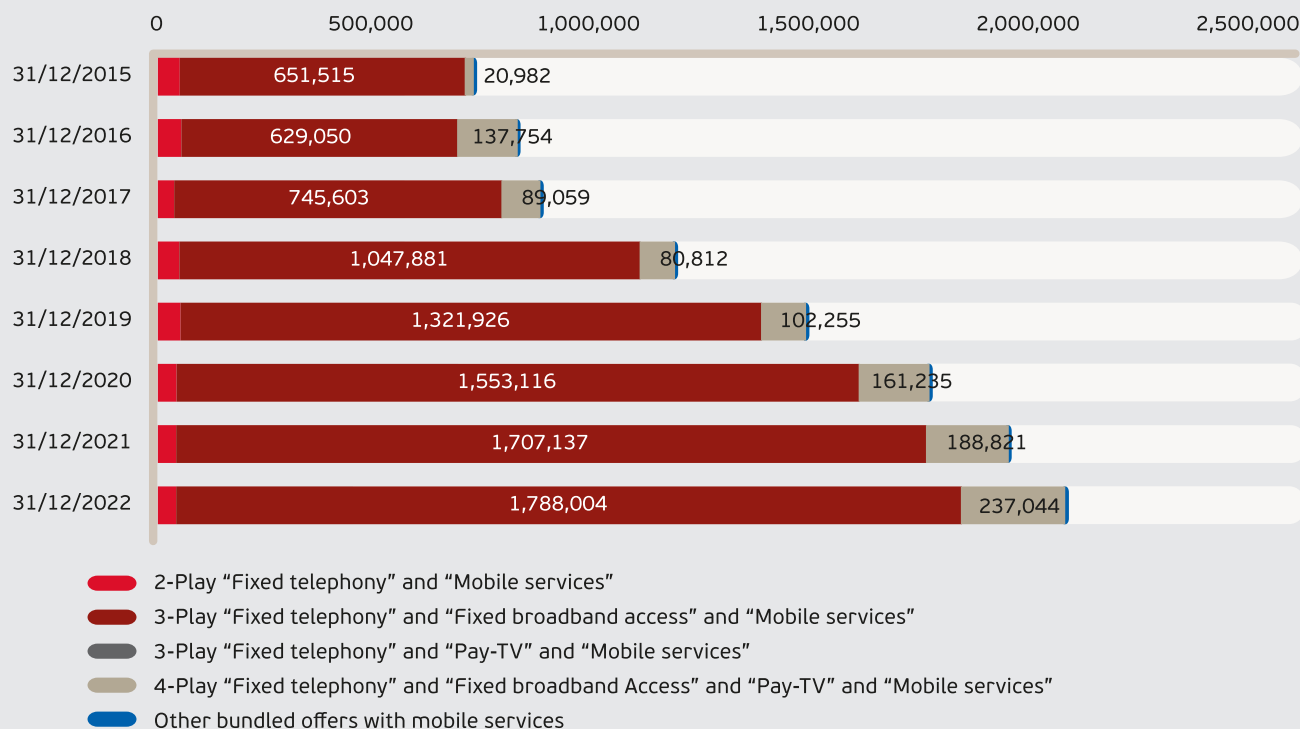 0 500,000 1,000,000 1,500,000 2,000,000 2,500,000
31/12/2015 651,515 20,982
31/12/2016 629,050 137,754
31/12/2017 745,603 89,059
31/12/2018 1,047,881 80,812
31/12/2019 1,321,926 102,255
31/12/2020 1,553,116 161,235
31/12/2021 1,707,137 188,821
31/12/2022 1,788,004 237,044
2-Play “Fixed telephony” and “Mobile services”
3-Play “Fixed telephony” and “Fixed broadband access” and “Mobile services”
3-Play “Fixed telephony” and “Pay-TV” and “Mobile services”
4-Play “Fixed telephony” and “Fixed broadband Access” and “Pay-TV” and “Mobile services”
Other bundled offers with mobile services